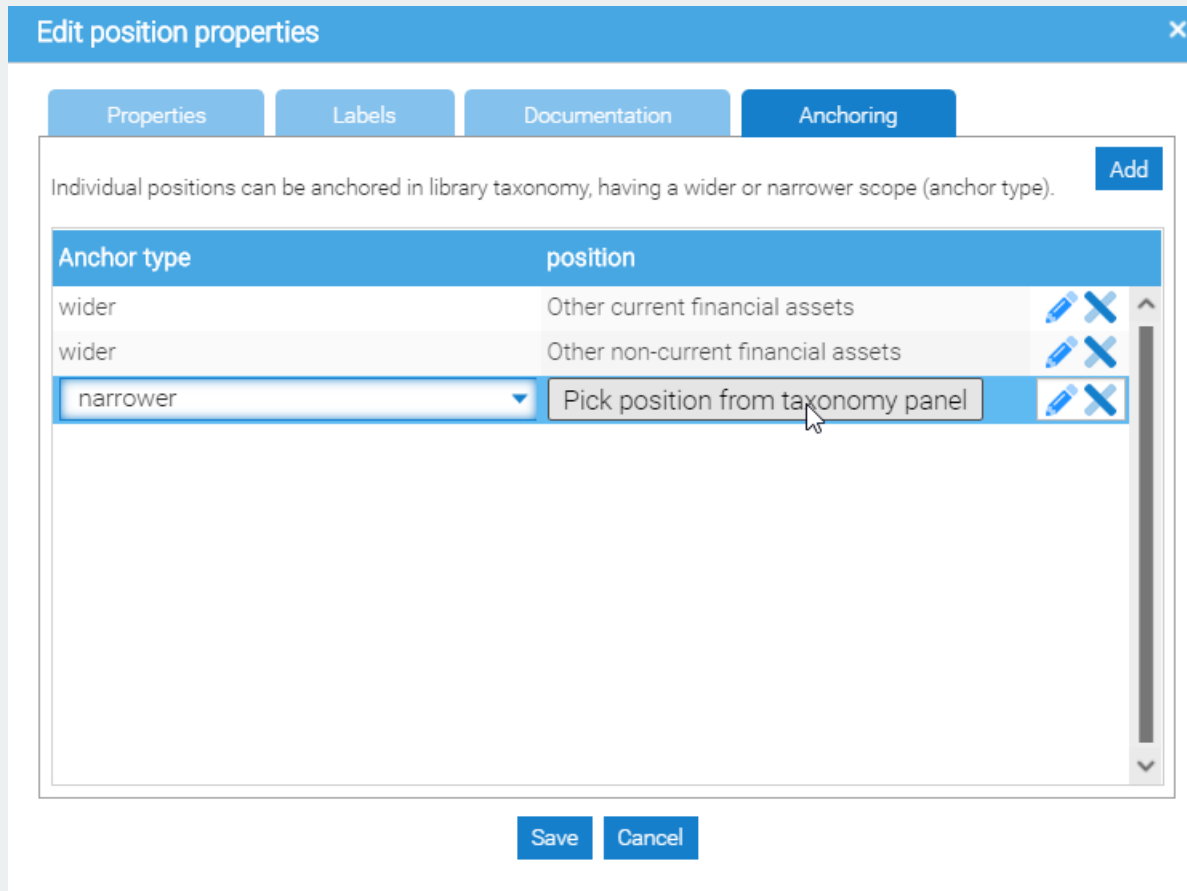 Edit position properties
Properties Labels Documentation Anchoring
Add
Individual positions can be anchored in library taxonomy, having a wider or narrower scope (anchor type).
Anchor type position
wider Other current financial assets
wider Other non-current financial assets
narrower Pick position from taxonomy panel
Save Cancel